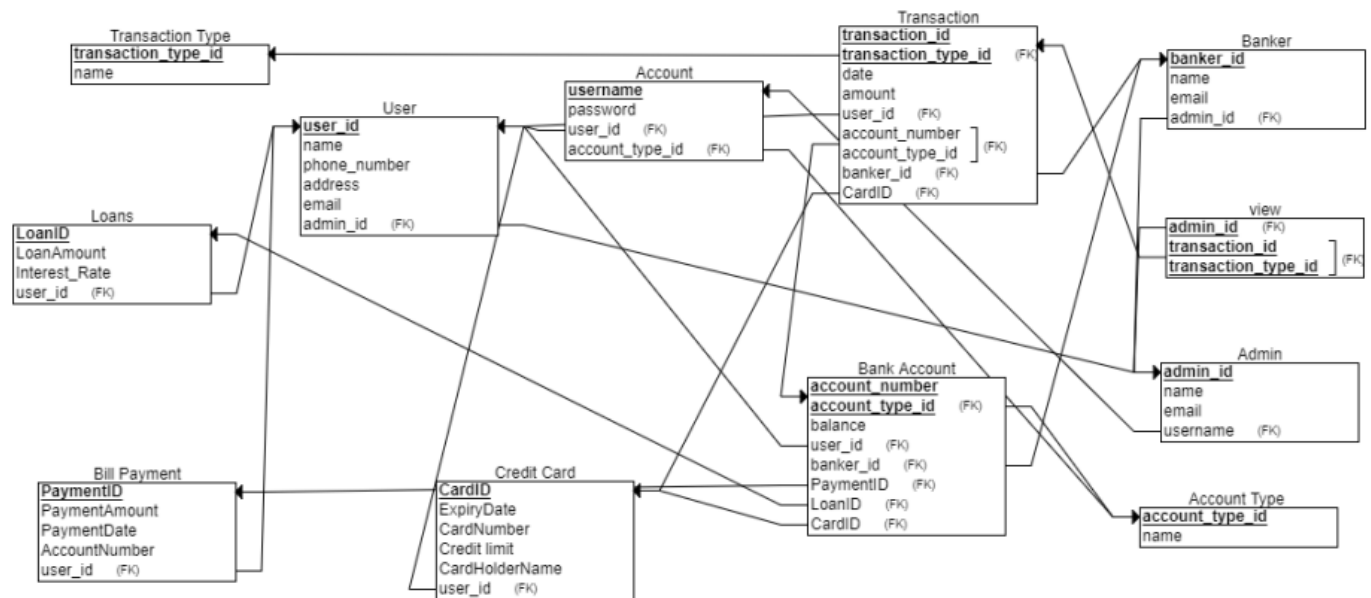 Transaction Type
transaction_type_id
name
User
user_id
name
phone_number
address
email
admin_id (FK)
Account
username
password
user_id (FK)
account_type_id (FK)
Transaction
transaction_id
transaction_type_id (FK)
date
amount
user_id (FK)
account_number
account_type_id (FK)
banker_id (FK)
CardID (FK)
Banker
banker_id
name
email
admin_id (FK)
Loans
LoanID
LoanAmount
Interest_Rate
user_id (FK)
view
admin_id (FK)
transaction_id
transaction_type_id (FK)
Bank Account
account_number
account_type_id (FK)
balance
user_id (FK)
banker_id (FK)
PaymentID (FK)
LoanID (FK)
CardID (FK)
Admin
admin_id
name
email
username (FK)
Bill Payment
PaymentID
PaymentAmount
PaymentDate
AccountNumber
user_id (FK)
Credit Card
CardID
ExpiryDate
CardNumber
Credit limit
CardHolderName
user_id (FK)
Account Type
account_type_id
name